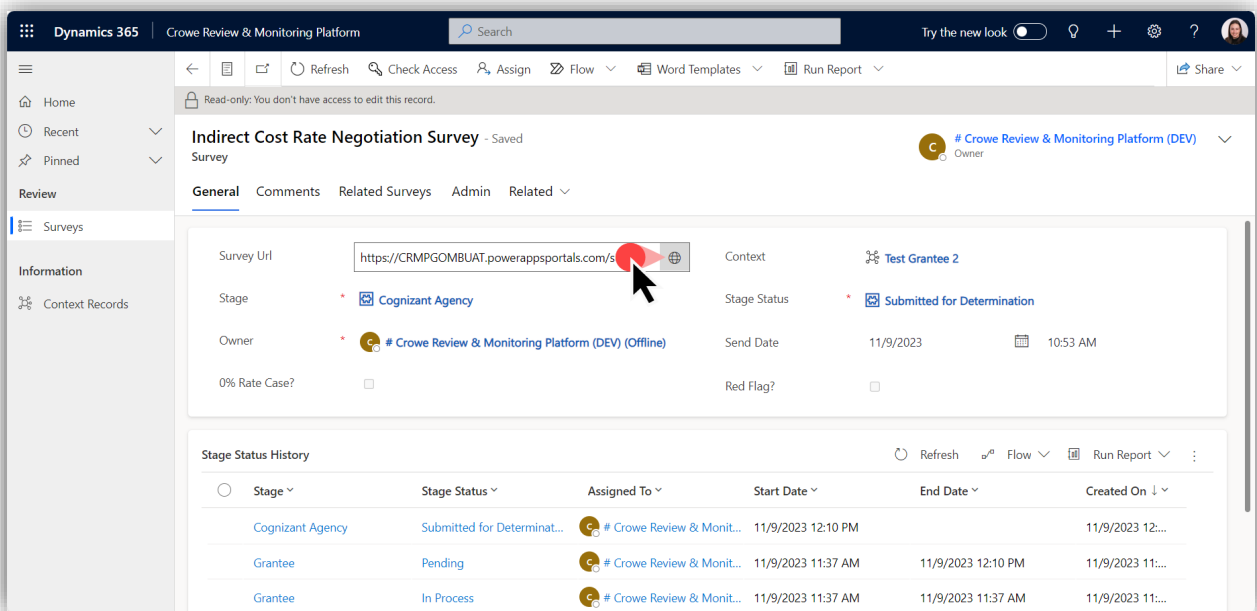 Dynamics 365 Crowe Review & Monitoring Platform Search Try the new look
Refresh Check Access Assign Flow Word Templates Run Report Share
Read-only: You don't have access to edit this record.
Home
Recent
Pinned
Review
Surveys
Information
Context Records
Indirect Cost Rate Negotiation Survey - Saved
Survey
C # Crowe Review & Monitoring Platform (DEV)
Owner
General Comments Related Surveys Admin Related
Survey Url https://CRMPGOMBUAT.powerappsportals.com/s Context Test Grantee 2
Stage * Cognizant Agency Stage Status * Submitted for Determination
Owner * C # Crowe Review & Monitoring Platform (DEV) (Offline) Send Date 11/9/2023 10:53 AM
0% Rate Case? Red Flag?
Stage Status History Refresh Flow Run Report
Stage Stage Status Assigned To Start Date End Date Created On ↓
Cognizant Agency Submitted for Determinat... C # Crowe Review & Monit... 11/9/2023 12:10 PM 11/9/2023 12:...
Grantee Pending C # Crowe Review & Monit... 11/9/2023 11:37 AM 11/9/2023 12:10 PM 11/9/2023 11:...
Grantee In Process C # Crowe Review & Monit... 11/9/2023 11:37 AM 11/9/2023 11:37 AM 11/9/2023 11:...